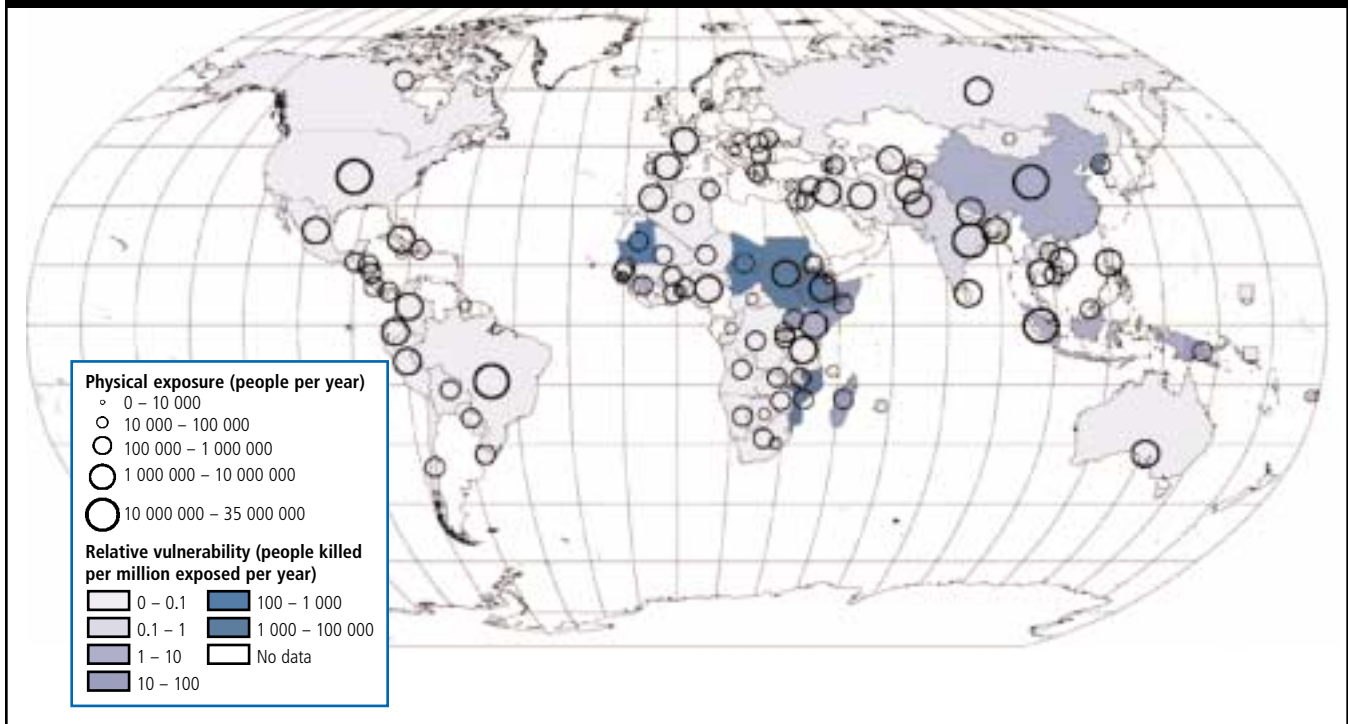 Physical exposure (people per year)
0 – 10 000
10 000 – 100 000
100 000 – 1 000 000
1 000 000 – 10 000 000
10 000 000 – 35 000 000
Relative vulnerability (people killed
per million exposed per year)
0 – 0.1
0.1 – 1
1 – 10
10 – 100
100 – 1 000
1 000 – 100 000
No data